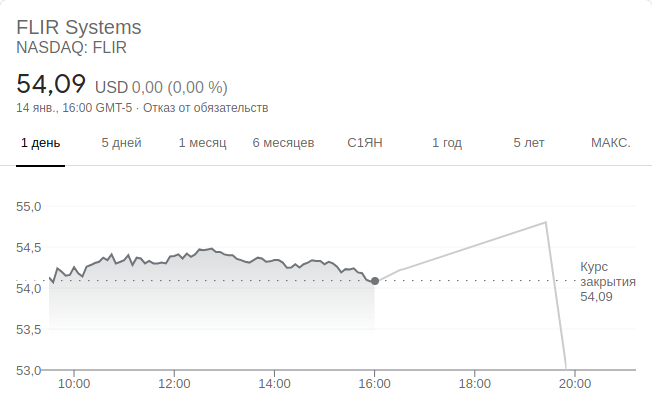 FLIR Systems
NASDAQ: FLIR
54,09 USD 0,00 (0,00 %)
14 янв., 16:00 GMT-5 · Отказ от обязательств
1 день 5 дней 1 месяц 6 месяцев С1ЯН 1 год 5 лет МАКС.
55,0
54,5
Курс
закрытия
54,09
54,0
53,5
53,0
10:00 12:00 14:00 16:00 18:00 20:00